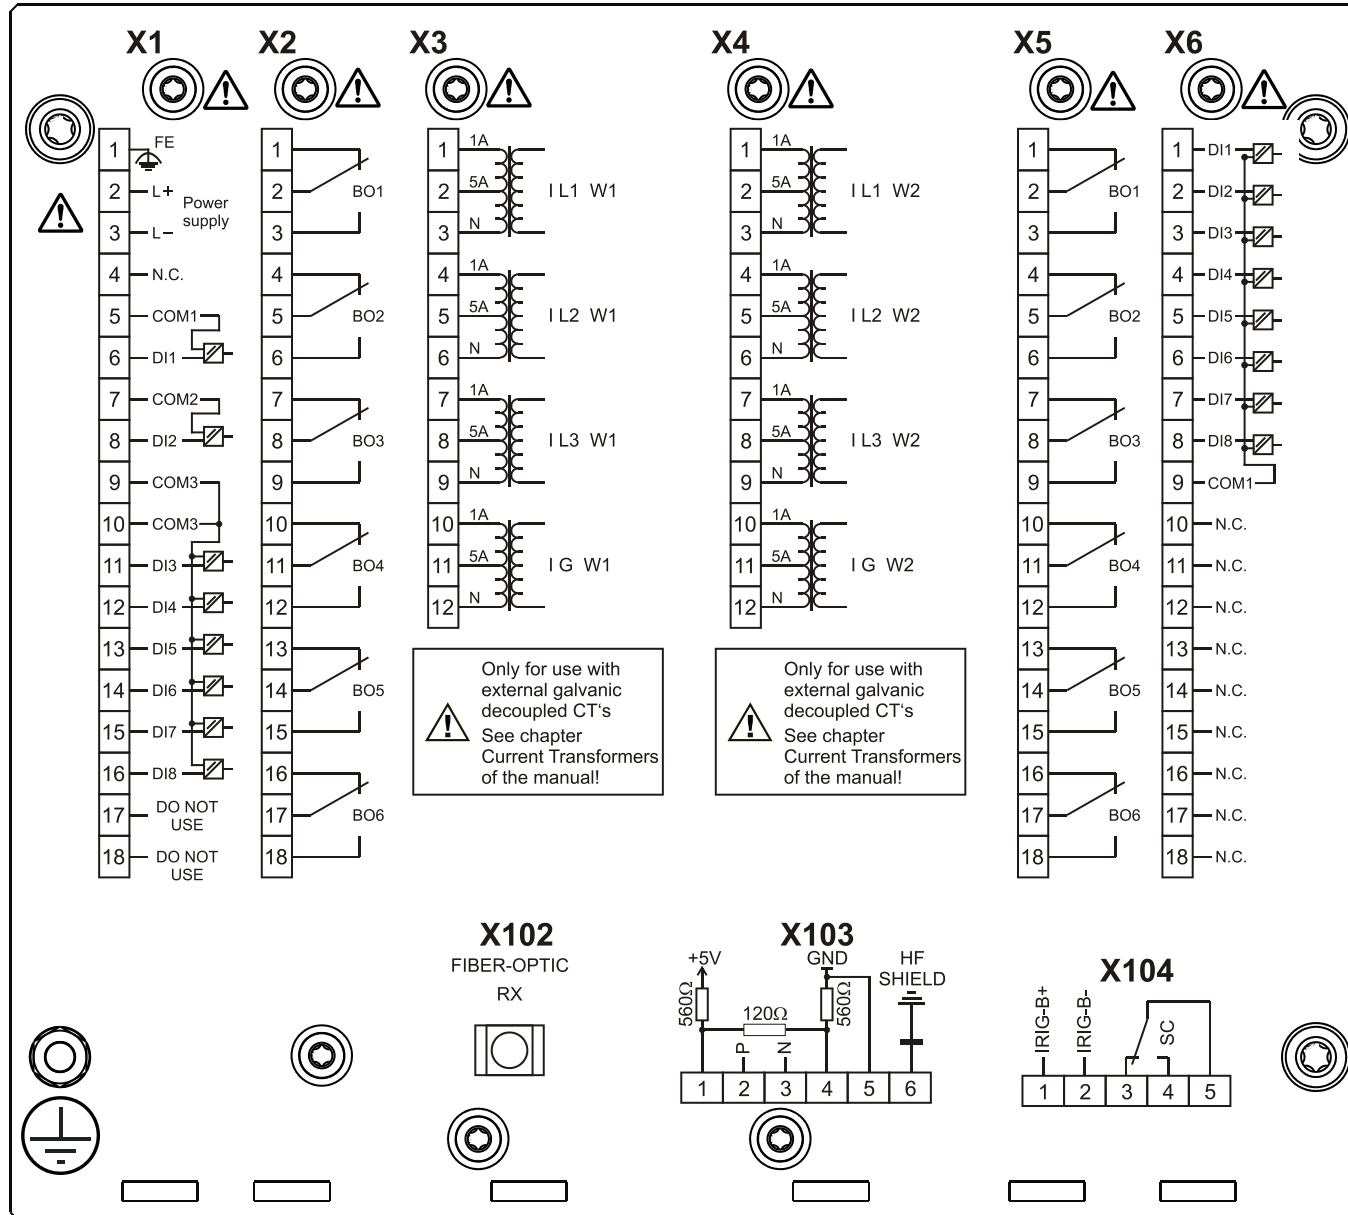 X1 X2 X3 X4 X5 X6
1 FE
2 L+ Power supply
3 L−
4 N.C.
5 COM1
6 DI1
7 COM2
8 DI2
9 COM3
10 COM3
11 DI3
12 DI4
13 DI5
14 DI6
15 DI7
16 DI8
17 DO NOT USE
18 DO NOT USE
1
2 BO1
3
4
5 BO2
6
7
8 BO3
9
10
11 BO4
12
13
14 BO5
15
16
17 BO6
18
1 1A
2 5A I L1 W1
3 N
4 1A
5 5A I L2 W1
6 N
7 1A
8 5A I L3 W1
9 N
10 1A
11 5A I G W1
12 N
Only for use with
external galvanic
decoupled CT‘s
See chapter
Current Transformers
of the manual!
1 1A
2 5A I L1 W2
3 N
4 1A
5 5A I L2 W2
6 N
7 1A
8 5A I L3 W2
9 N
10 1A
11 5A I G W2
12 N
Only for use with
external galvanic
decoupled CT‘s
See chapter
Current Transformers
of the manual!
1
2 BO1
3
4
5 BO2
6
7
8 BO3
9
10
11 BO4
12
13
14 BO5
15
16
17 BO6
18
1 DI1
2 DI2
3 DI3
4 DI4
5 DI5
6 DI6
7 DI7
8 DI8
9 COM1
10 N.C.
11 N.C.
12 N.C.
13 N.C.
14 N.C.
15 N.C.
16 N.C.
17 N.C.
18 N.C.
X102
FIBER-OPTIC
RX
X103
+5V GND HF
SHIELD
560Ω 120Ω 560Ω
P N
1 2 3 4 5 6
X104
IRIG-B+ IRIG-B- SC
1 2 3 4 5